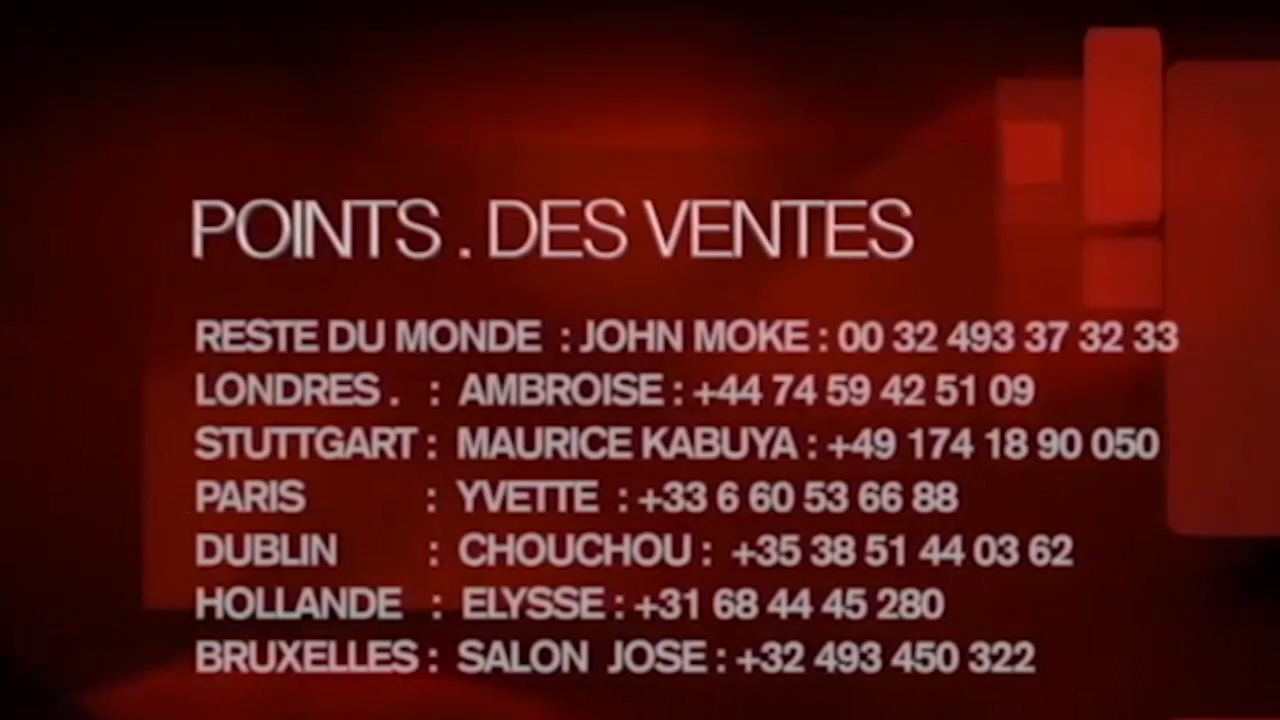 POINTS . DES VENTES
RESTE DU MONDE : JOHN MOKE : 00 32 493 37 32 33
LONDRES . : AMBROISE : +44 74 59 42 51 09
STUTTGART : MAURICE KABUYA : +49 174 18 90 050
PARIS : YVETTE : +33 6 60 53 66 88
DUBLIN : CHOUCHOU : +35 38 51 44 03 62
HOLLANDE : ELYSSE : +31 68 44 45 280
BRUXELLES : SALON JOSE : +32 493 450 322